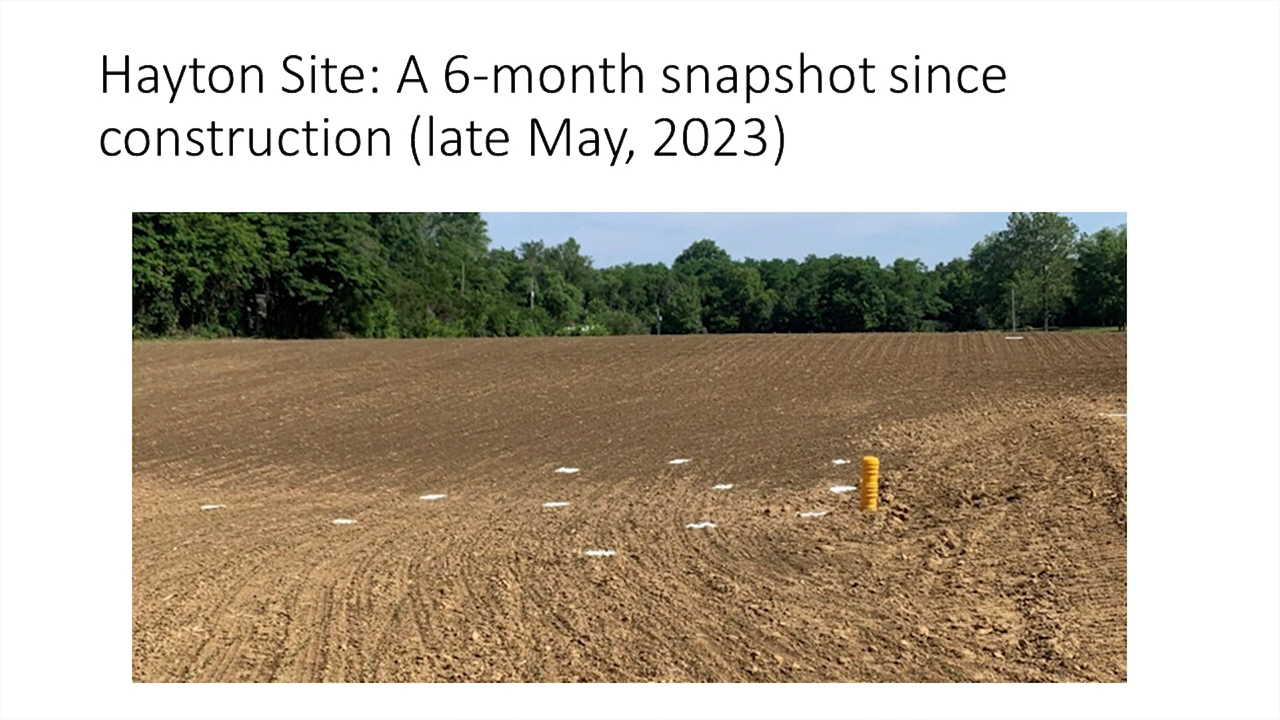 Hayton Site: A 6-month snapshot since
construction (late May, 2023)